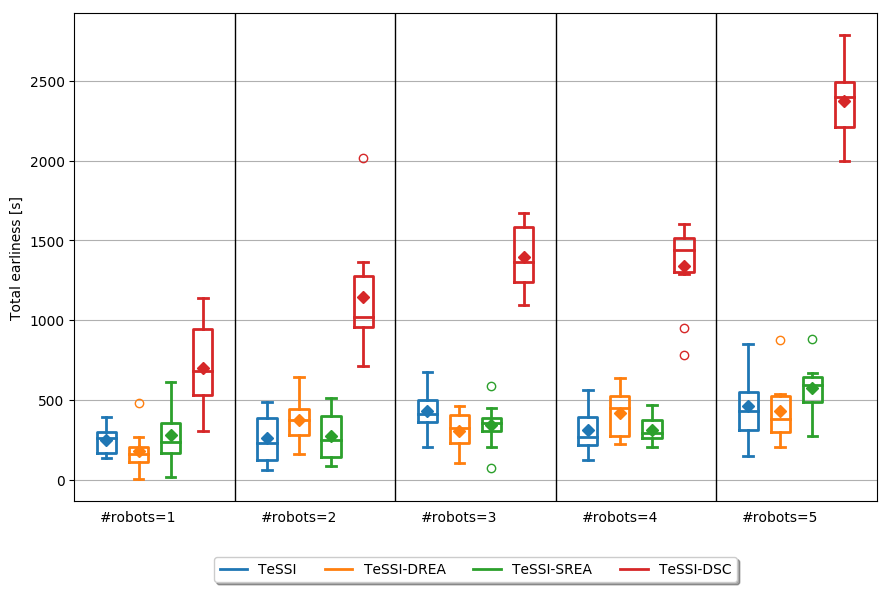 Total earliness [s]
2500
2000
1500
1000
500
0
#robots=1 #robots=2 #robots=3 #robots=4 #robots=5
TeSSI TeSSI-DREA TeSSI-SREA TeSSI-DSC